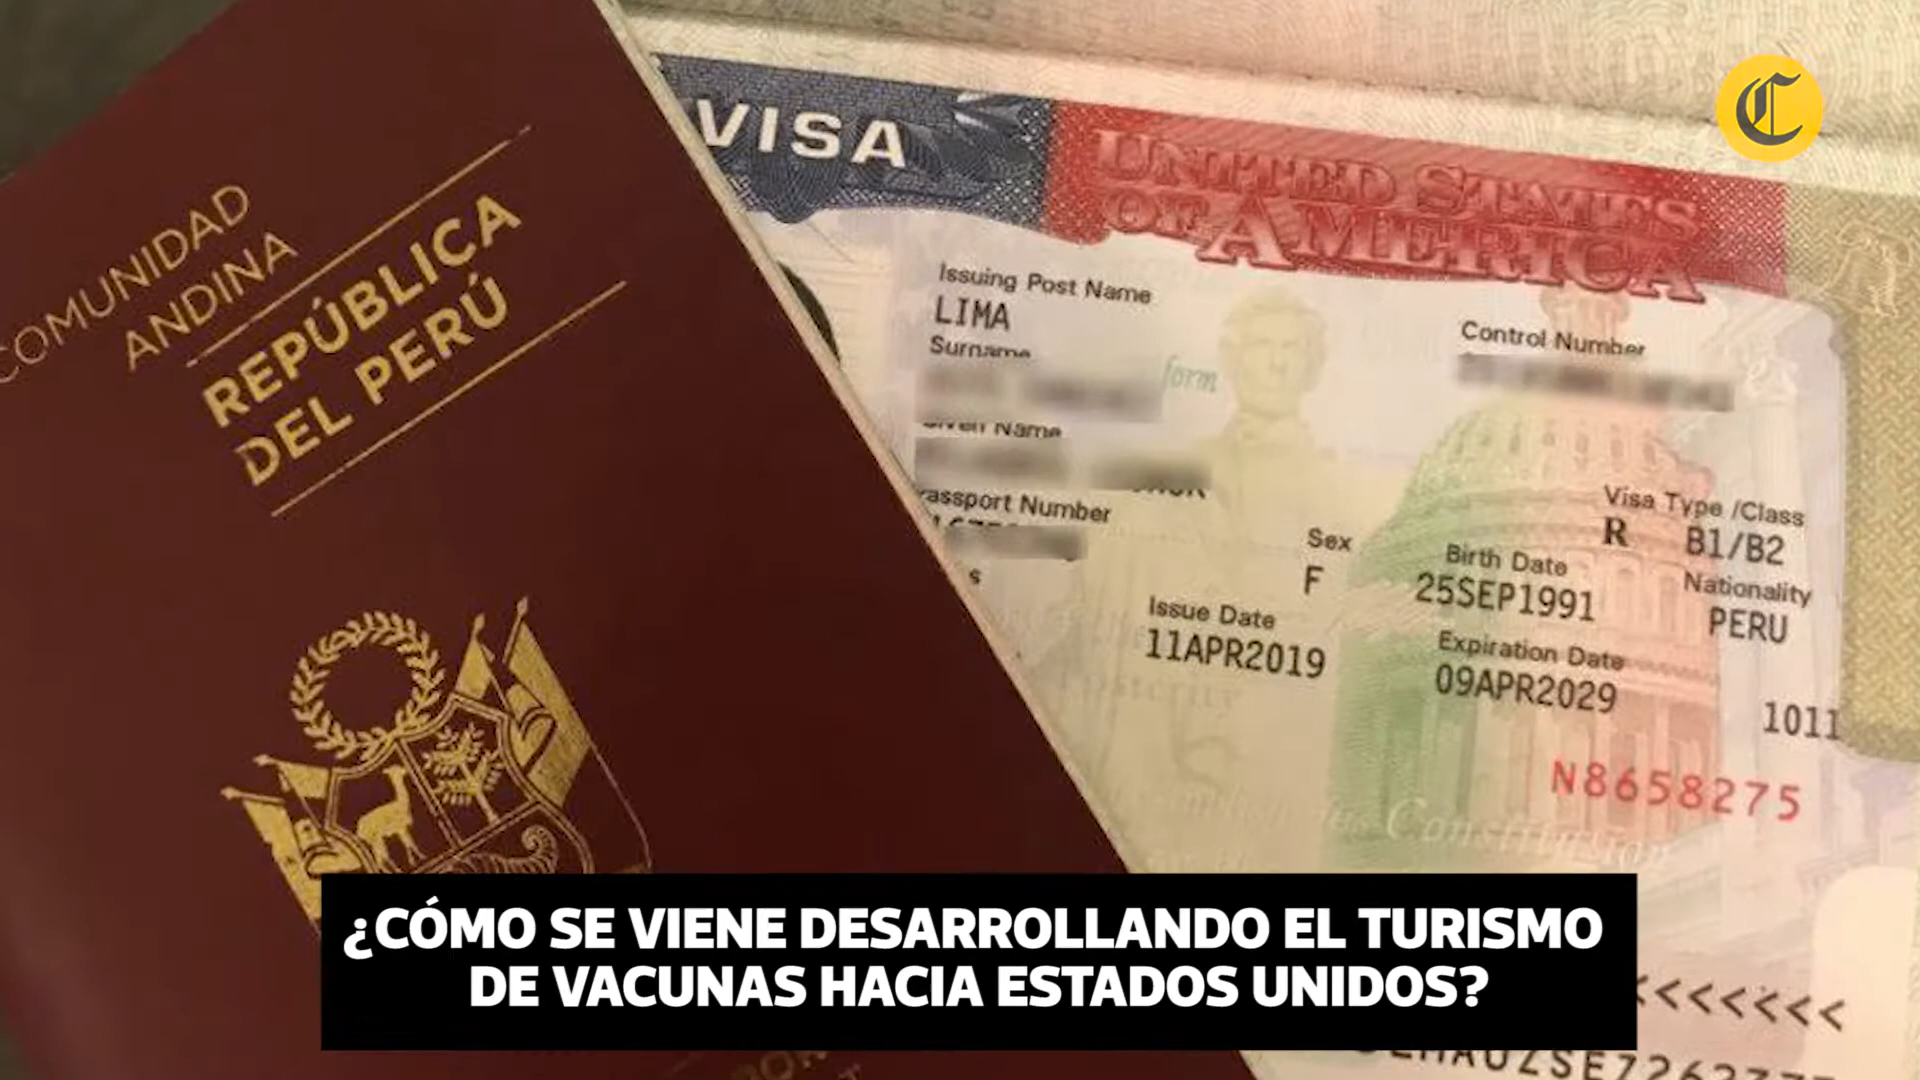 COMUNIDAD
ANDINA
REPÚBLICA
DEL PERÚ
VISA
UNITED STATES
OF AMERICA
Issuing Post Name
LIMA
Surname
form
Control Number
Given Name
Passport Number
Visa Type /Class
R B1/B2
Sex
F
Birth Date
25SEP1991
Nationality
PERU
Issue Date
11APR2019
Expiration Date
09APR2029
1011
N8658275
Constitution
C
¿CÓMO SE VIENE DESARROLLANDO EL TURISMO
DE VACUNAS HACIA ESTADOS UNIDOS?
<<<<<<<